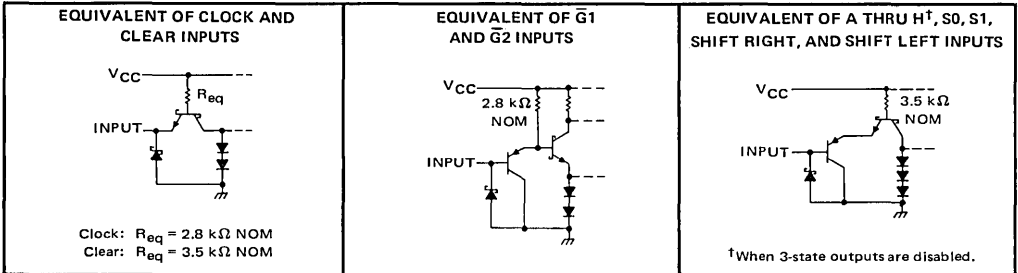 EQUIVALENT OF CLOCK AND
CLEAR INPUTS
VCC
Req
INPUT
Clock: Req = 2.8 kΩ NOM
Clear: Req = 3.5 kΩ NOM
EQUIVALENT OF G̅1
AND G̅2 INPUTS
VCC
2.8 kΩ
NOM
INPUT
EQUIVALENT OF A THRU H†, S0, S1,
SHIFT RIGHT, AND SHIFT LEFT INPUTS
VCC
3.5 kΩ
NOM
INPUT
†When 3-state outputs are disabled.